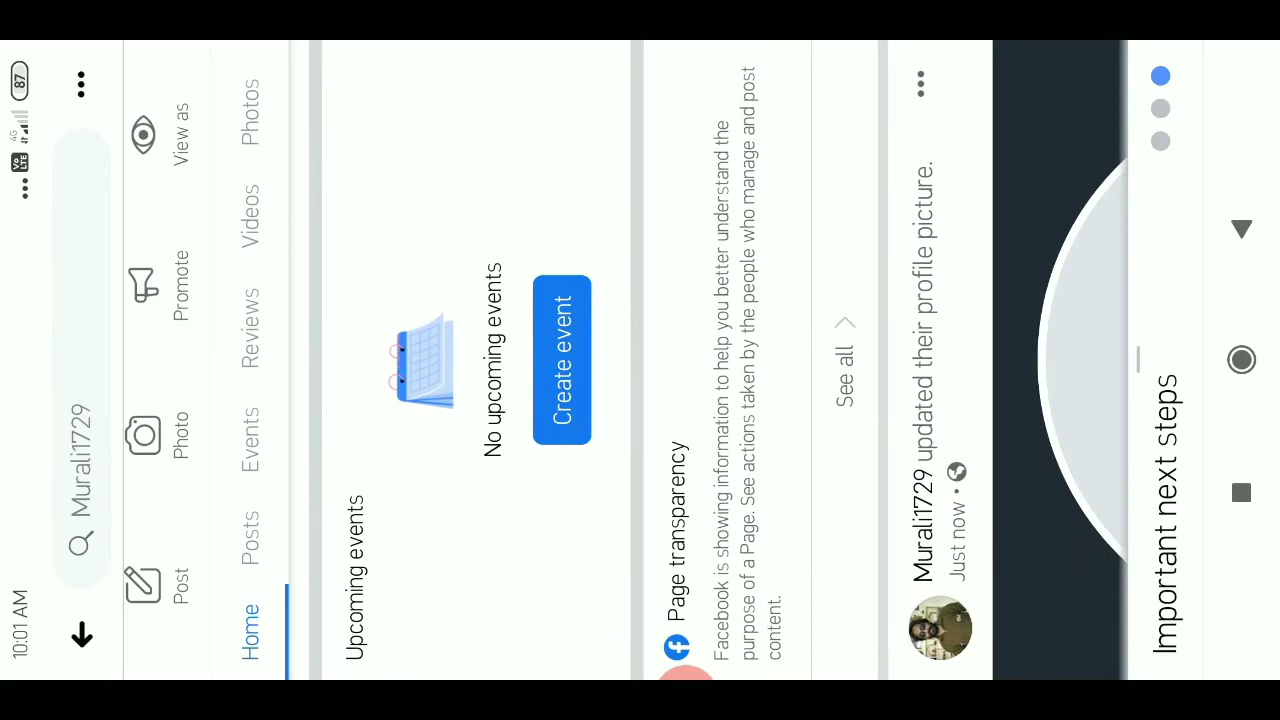 10:01 AM
Vo LTE 4G 87
Murali1729
Post Photo Promote View as
Home Posts Events Reviews Videos Photos
Upcoming events
No upcoming events
Create event
Page transparency
Facebook is showing information to help you better understand the
purpose of a Page. See actions taken by the people who manage and post
content.
See all
Murali1729 updated their profile picture.
Just now
Important next steps